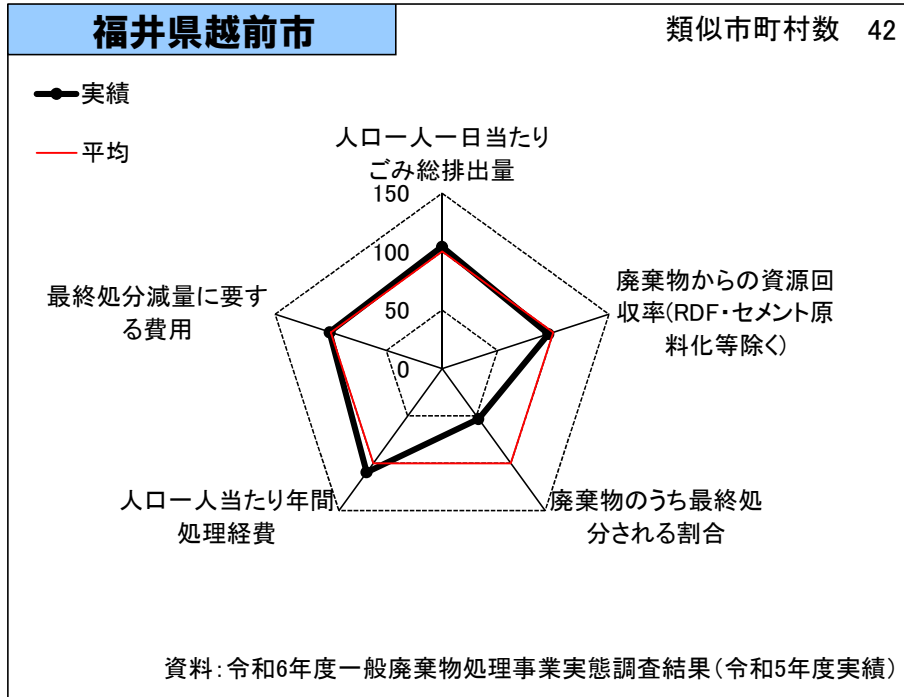 福井県越前市
類似市町村数 42
実績
平均
人口一人一日当たり
ごみ総排出量
150
100
50
0
廃棄物からの資源回
収率(RDF・セメント原
料化等除く)
最終処分減量に要す
る費用
人口一人当たり年間
処理経費
廃棄物のうち最終処
分される割合
資料:令和6年度一般廃棄物処理事業実態調査結果(令和5年度実績)